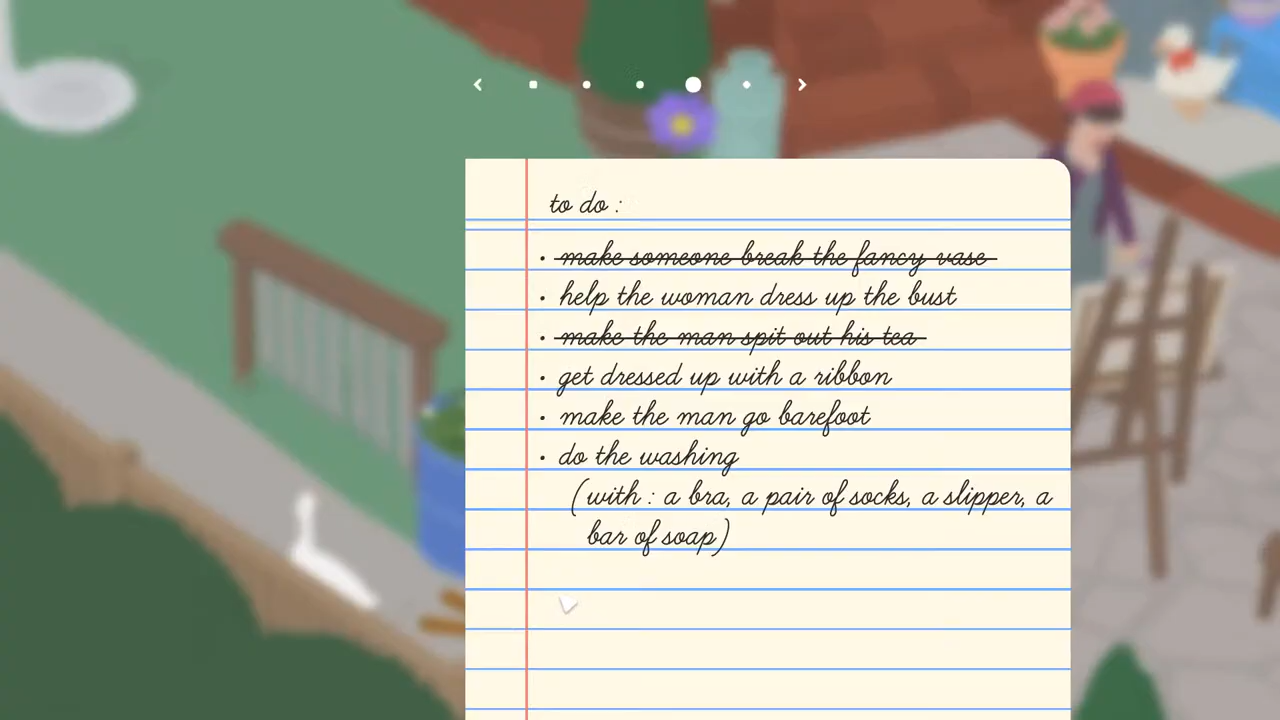 to do :
• make someone break the fancy vase
• help the woman dress up the bust
• make the man spit out his tea
• get dressed up with a ribbon
• make the man go barefoot
• do the washing
(with : a bra, a pair of socks, a slipper, a
bar of soap)